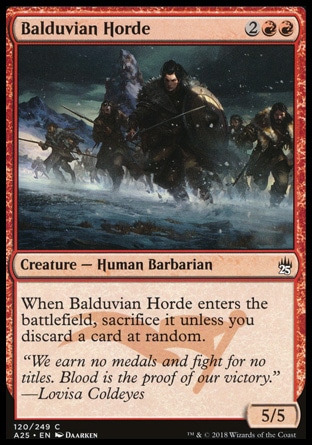 Balduvian Horde 2
Creature — Human Barbarian 25
When Balduvian Horde enters the
battlefield, sacrifice it unless you
discard a card at random.
“We earn no medals and fight for no
titles. Blood is the proof of our victory.”
—Lovisa Coldeyes
5/5
120/249 C
A25 • EN Daarken ™ & © 2018 Wizards of the Coast